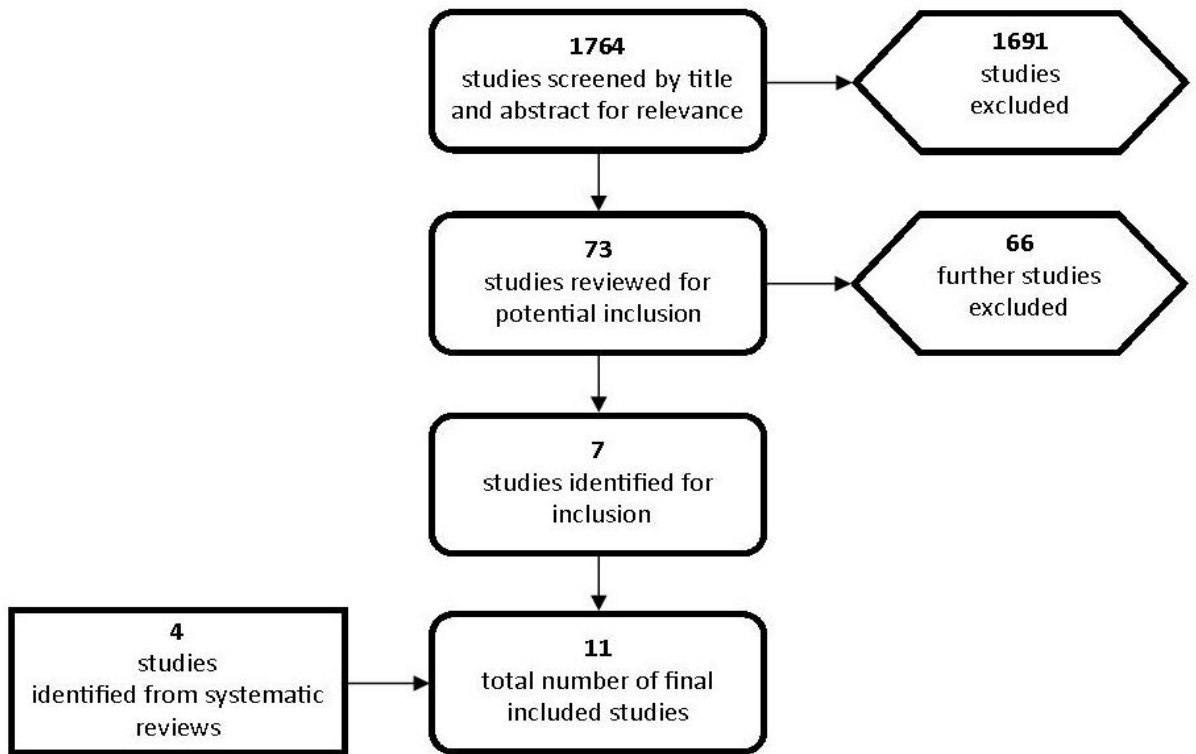 1764
studies screened by title
and abstract for relevance
1691
studies
excluded
73
studies reviewed for
potential inclusion
66
further studies
excluded
7
studies identified for
inclusion
4
studies
identified from systematic
reviews
11
total number of final
included studies